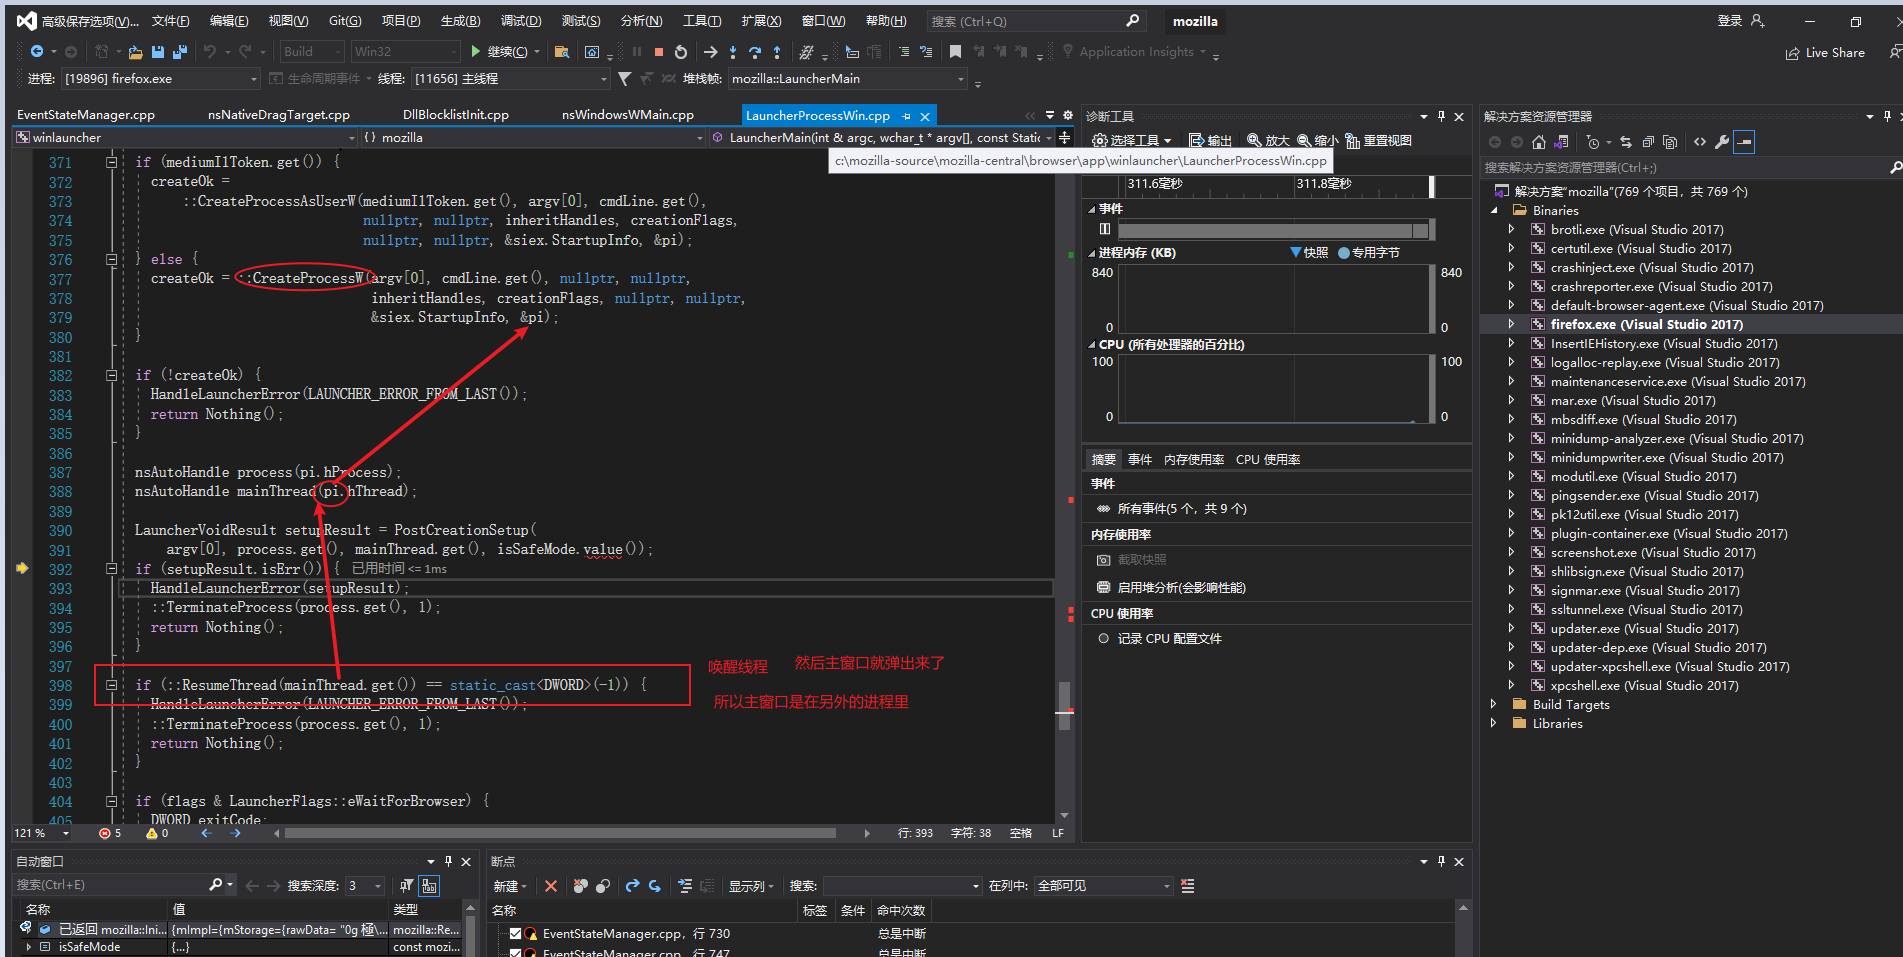 高级保存选项(V)... 文件(F) 编辑(E) 视图(V) Git(G) 项目(P) 生成(B) 调试(D) 测试(S) 分析(N) 工具(T) 扩展(X) 窗口(W) 帮助(H) 搜索 (Ctrl+Q) mozilla 登录
Build Win32 继续(C) Application Insights Live Share
进程: [19896] firefox.exe 生命周期事件 线程: [11656] 主线程 堆栈帧: mozilla::LauncherMain
EventStateManager.cpp nsNativeDragTarget.cpp DllBlocklistInit.cpp nsWindowsWMain.cpp LauncherProcessWin.cpp
winlauncher {} mozilla LauncherMain(int & argc, wchar_t * argv[], const Static
c:\mozilla-source\mozilla-central\browser\app\winlauncher\LauncherProcessWin.cpp
371 if (mediumIlToken.get()) {
372 createOk =
373 ::CreateProcessAsUserW(mediumIlToken.get(), argv[0], cmdLine.get(),
374 nullptr, nullptr, inheritHandles, creationFlags,
375 nullptr, nullptr, &siex.StartupInfo, &pi);
376 } else {
377 createOk = ::CreateProcessW(argv[0], cmdLine.get(), nullptr, nullptr,
378 inheritHandles, creationFlags, nullptr, nullptr,
379 &siex.StartupInfo, &pi);
380 }
381
382 if (!createOk) {
383 HandleLauncherError(LAUNCHER_ERROR_FROM_LAST());
384 return Nothing();
385 }
386
387 nsAutoHandle process(pi.hProcess);
388 nsAutoHandle mainThread(pi.hThread);
389
390 LauncherVoidResult setupResult = PostCreationSetup(
391 argv[0], process.get(), mainThread.get(), isSafeMode.value());
392 if (setupResult.isErr()) { 已用时间 <= 1ms
393 HandleLauncherError(setupResult);
394 ::TerminateProcess(process.get(), 1);
395 return Nothing();
396 }
397
398 if (::ResumeThread(mainThread.get()) == static_cast<DWORD>(-1)) {
399 HandleLauncherError(LAUNCHER_ERROR_FROM_LAST());
400 ::TerminateProcess(process.get(), 1);
401 return Nothing();
402 }
403
404 if (flags & LauncherFlags::eWaitForBrowser) {
405 DWORD exitCode;
唤醒线程 然后主窗口就弹出来了
所以主窗口是在另外的进程里
121 % 5 0 行: 393 字符: 38 空格 LF
诊断工具
选择工具 输出 放大 缩小 重置视图
311.6毫秒 311.8毫秒
事件
进程内存 (KB) 快照 专用字节
840 840
0 0
CPU (所有处理器的百分比)
100 100
0 0
摘要 事件 内存使用率 CPU 使用率
事件
所有事件(5 个，共 9 个)
内存使用率
截取快照
启用堆分析(会影响性能)
CPU 使用率
记录 CPU 配置文件
解决方案资源管理器
搜索解决方案资源管理器(Ctrl+;)
解决方案"mozilla"(769 个项目，共 769 个)
Binaries
brotli.exe (Visual Studio 2017)
certutil.exe (Visual Studio 2017)
crashinject.exe (Visual Studio 2017)
crashreporter.exe (Visual Studio 2017)
default-browser-agent.exe (Visual Studio 2017)
firefox.exe (Visual Studio 2017)
InsertIEHistory.exe (Visual Studio 2017)
logalloc-replay.exe (Visual Studio 2017)
maintenanceservice.exe (Visual Studio 2017)
mar.exe (Visual Studio 2017)
mbsdiff.exe (Visual Studio 2017)
minidump-analyzer.exe (Visual Studio 2017)
minidumpwriter.exe (Visual Studio 2017)
modutil.exe (Visual Studio 2017)
pingsender.exe (Visual Studio 2017)
pk12util.exe (Visual Studio 2017)
plugin-container.exe (Visual Studio 2017)
screenshot.exe (Visual Studio 2017)
shlibsign.exe (Visual Studio 2017)
signmar.exe (Visual Studio 2017)
ssltunnel.exe (Visual Studio 2017)
updater.exe (Visual Studio 2017)
updater-dep.exe (Visual Studio 2017)
updater-xpcshell.exe (Visual Studio 2017)
xpcshell.exe (Visual Studio 2017)
Build Targets
Libraries
自动窗口
搜索(Ctrl+E) 搜索深度: 3
名称 值 类型
已返回 mozilla::Ini... {mImpl={mStorage={rawData= "0g 極\... mozilla::Re...
isSafeMode {...} const mozi...
断点
新建 显示列 搜索: 在列中: 全部可见
名称 标签 条件 命中次数
EventStateManager.cpp，行 730 总是中断
EventStateManager.cpp，行 747 总是中断